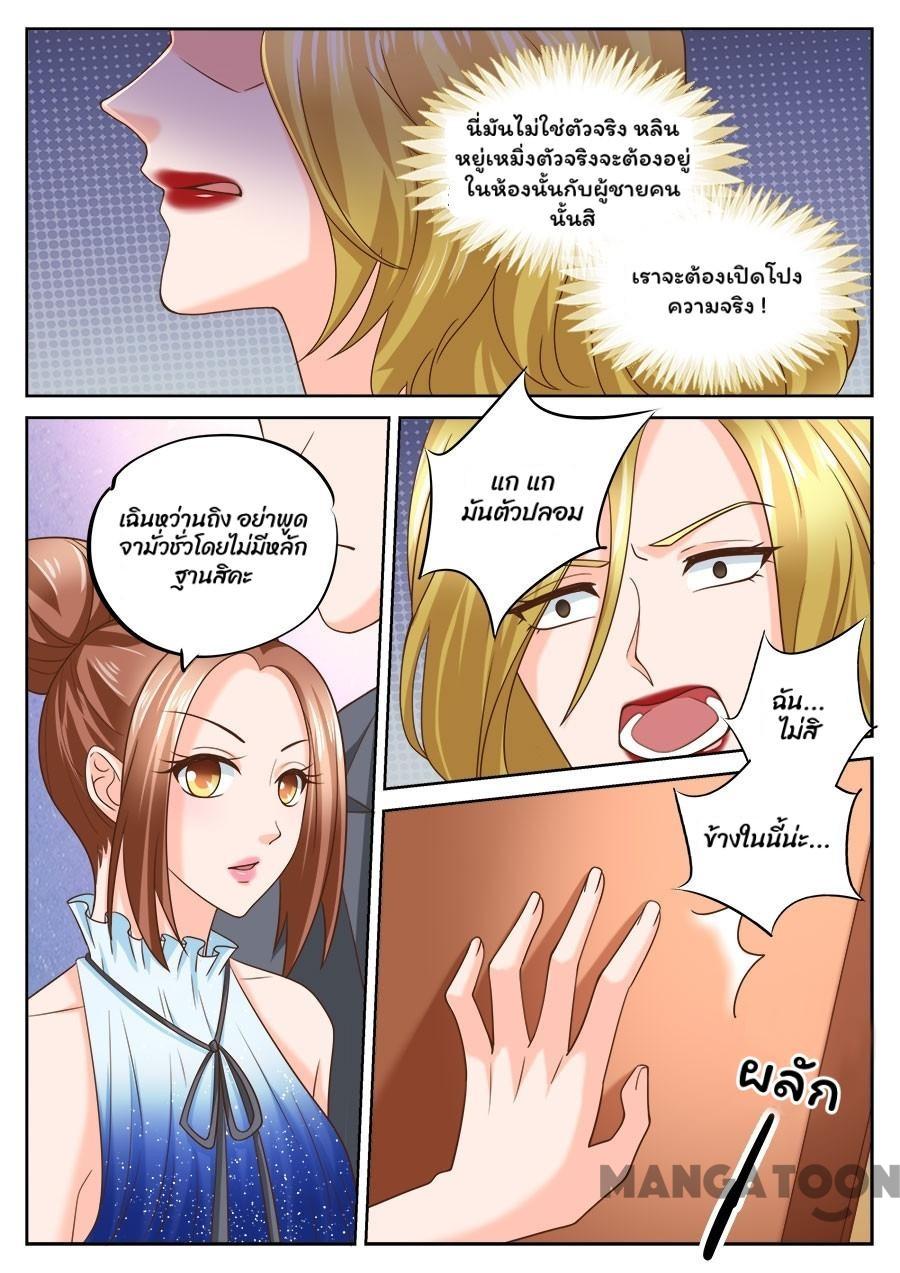 นี่มันไม่ใช่ตัวจริง หลิน
หยู่เหมิ่งตัวจริงจะต้องอยู่
ในห้องนั้นกับผู้ชายคน
นั้นสิ
เราจะต้องเปิดโปง
ความจริง !
แก แก
มันตัวปลอม
เฉินหว่านถิง อย่าพูด
จามั่วชั่วโดยไม่มีหลัก
ฐานสิคะ
ฉัน...
ไม่สิ
ข้างในนี้น่ะ...
ผลัก
MANGATOON